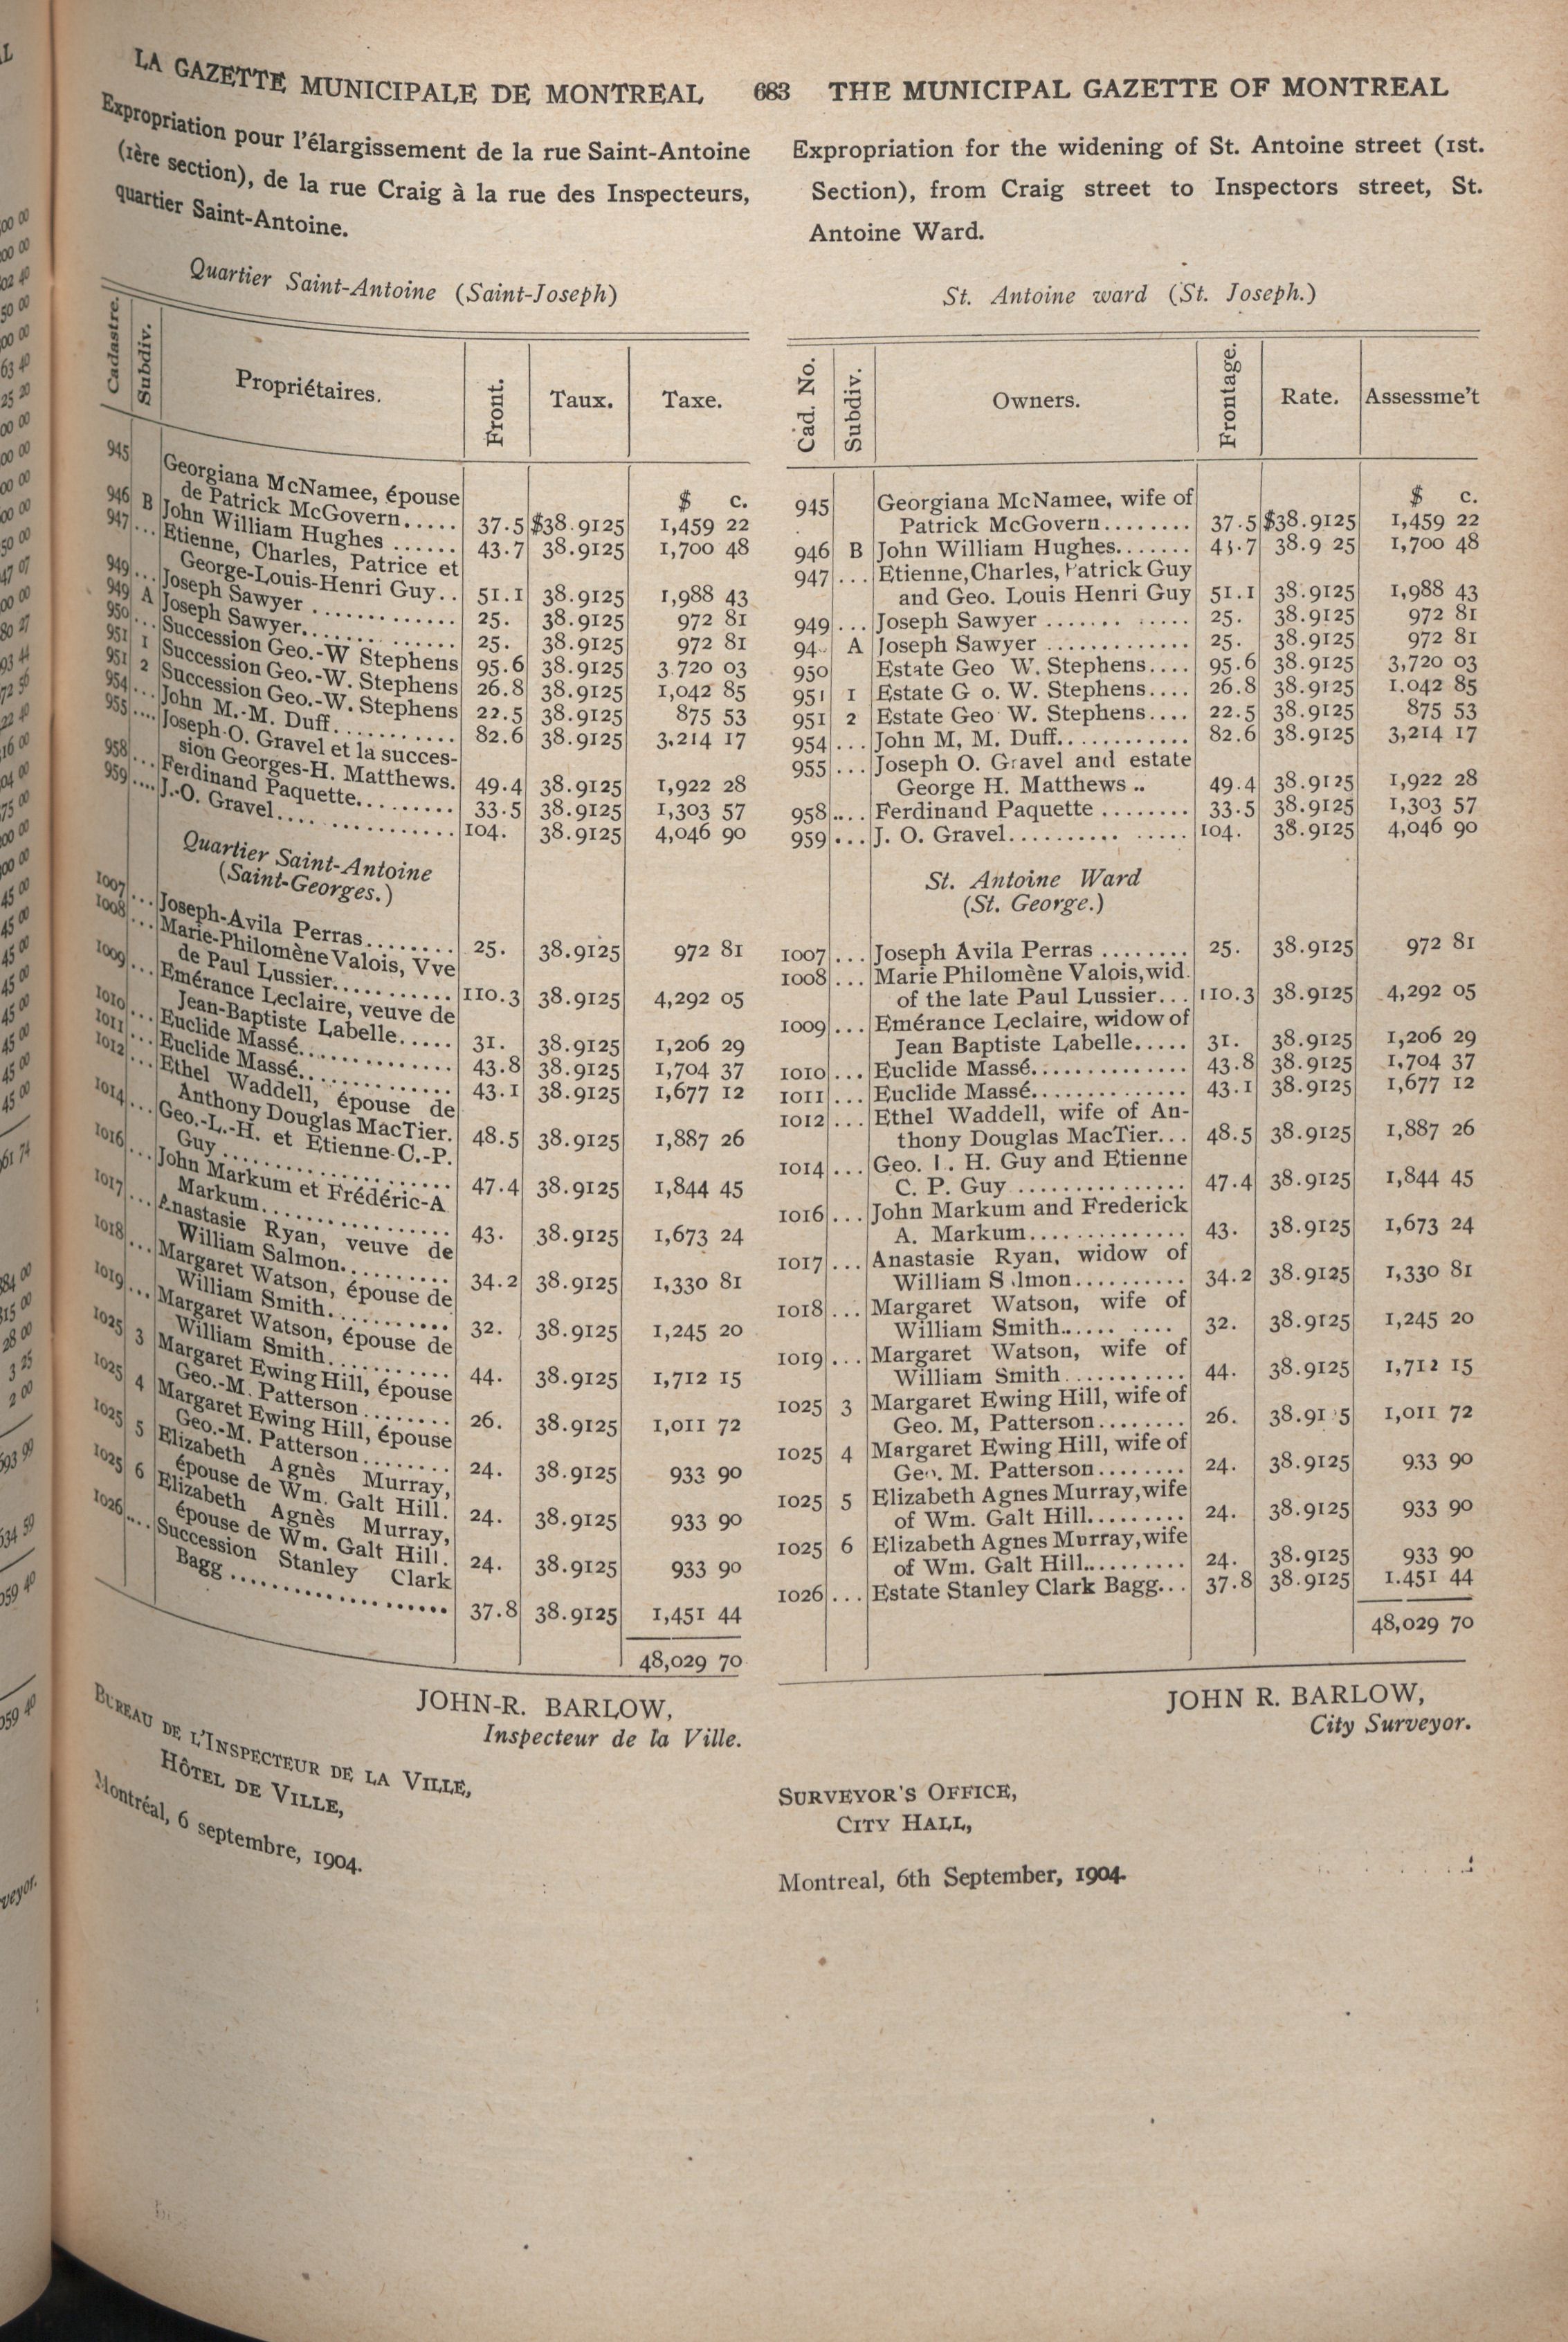 LA GAZETTE MUNICIPALE DE MONTREAL 683 THE MUNICIPAL GAZETTE OF MONTREAL
Expropriation pour l'élargissement de la rue Saint-Antoine
(1ère section), de la rue Craig à la rue des Inspecteurs,
quartier Saint-Antoine.
Quartier Saint-Antoine (Saint-Joseph)
Cadastre. Subdiv. Propriétaires. Front. Taux. Taxe.
$ c.
945 Georgiana McNamee, épouse
de Patrick McGovern..... 37.5 $38.9125 1,459 22
946 B John William Hughes ...... 43.7 38.9125 1,700 48
947... Etienne, Charles, Patrice et
George-Louis-Henri Guy.. 51.1 38.9125 1,988 43
949... Joseph Sawyer ............ 25. 38.9125 972 81
949 A Joseph Sawyer............. 25. 38.9125 972 81
950... Succession Geo.-W Stephens 95.6 38.9125 3.720 03
951 1 Succession Geo.-W. Stephens 26.8 38.9125 1,042 85
951 2 Succession Geo.-W. Stephens 22.5 38.9125 875 53
954... John M.-M. Duff........... 82.6 38.9125 3.214 17
955.... Joseph-O. Gravel et la succes-
sion Georges-H. Matthews. 49.4 38.9125 1,922 28
958... Ferdinand Paquette......... 33.5 38.9125 1,303 57
959.... J.-O. Gravel................ 104. 38.9125 4,046 90
Quartier Saint-Antoine
(Saint-Georges.)
1007... Joseph-Avila Perras........ 25. 38.9125 972 81
1008... Marie-Philomène Valois, Vve
de Paul Lussier........... 110.3 38.9125 4,292 05
1009... Emérance Leclaire, veuve de
Jean-Baptiste Labelle..... 31. 38.9125 1,206 29
1010... Euclide Massé............. 43.8 38.9125 1,704 37
1011... Euclide Massé............. 43.1 38.9125 1,677 12
1012... Ethel Waddell, épouse de
Anthony Douglas MacTier. 48.5 38.9125 1,887 26
1014... Geo.-L.-H. et Etienne-C.-P.
Guy .................... 47.4 38.9125 1,844 45
1016... John Markum et Frédéric-A
Markum................ 43. 38.9125 1,673 24
1017... Anastasie Ryan, veuve de
William Salmon.......... 34.2 38.9125 1,330 81
1018... Margaret Watson, épouse de
William Smith........... 32. 38.9125 1,245 20
1019... Margaret Watson, épouse de
William Smith........... 44. 38.9125 1,712 15
1025 3 Margaret Ewing Hill, épouse
Geo.-M. Patterson........ 26. 38.9125 1,011 72
1025 4 Margaret Ewing Hill, épouse
Geo.-M. Patterson........ 24. 38.9125 933 90
1025 5 Elizabeth Agnès Murray,
épouse de Wm. Galt Hill. 24. 38.9125 933 90
1025 6 Elizabeth Agnès Murray,
épouse de Wm. Galt Hill. 24. 38.9125 933 90
1026.... Succession Stanley Clark
Bagg .................... 37.8 38.9125 1,451 44
48,029 70
JOHN-R. BARLOW,
Inspecteur de la Ville.
BUREAU DE L'INSPECTEUR DE LA VILLE,
HÔTEL DE VILLE,
Montréal, 6 septembre, 1904.
Expropriation for the widening of St. Antoine street (1st.
Section), from Craig street to Inspectors street, St.
Antoine Ward.
St. Antoine ward (St. Joseph.)
Cad. No. Subdiv. Owners. Frontage. Rate. Assessme't
$ c.
945 Georgiana McNamee, wife of
Patrick McGovern........ 37.5 $38.9125 1,459 22
946 B John William Hughes....... 43.7 38.9 25 1,700 48
947... Etienne, Charles, Patrick Guy
and Geo. Louis Henri Guy 51.1 38.9125 1,988 43
949... Joseph Sawyer ....... ..... 25. 38.9125 972 81
94 A Joseph Sawyer ............. 25. 38.9125 972 81
950 Estate Geo W. Stephens.... 95.6 38.9125 3,720 03
951 1 Estate G o. W. Stephens.... 26.8 38.9125 1.042 85
951 2 Estate Geo W. Stephens.... 22.5 38.9125 875 53
954... John M, M. Duff............ 82.6 38.9125 3,214 17
955... Joseph O. Gravel and estate
George H. Matthews .. 49.4 38.9125 1,922 28
958.... Ferdinand Paquette ........ 33.5 38.9125 1,303 57
959... J. O. Gravel.......... ..... 104. 38.9125 4,046 90
St. Antoine Ward
(St. George.)
1007... Joseph Avila Perras ........ 25. 38.9125 972 81
1008... Marie Philomène Valois, wid.
of the late Paul Lussier... 110.3 38.9125 4,292 05
1009... Emérance Leclaire, widow of
Jean Baptiste Labelle..... 31. 38.9125 1,206 29
1010... Euclide Massé.............. 43.8 38.9125 1,704 37
1011... Euclide Massé.............. 43.1 38.9125 1,677 12
1012... Ethel Waddell, wife of An-
thony Douglas MacTier... 48.5 38.9125 1,887 26
1014... Geo. L. H. Guy and Etienne
C. P. Guy ............... 47.4 38.9125 1,844 45
1016... John Markum and Frederick
A. Markum............... 43. 38.9125 1,673 24
1017... Anastasie Ryan, widow of
William S lmon.......... 34.2 38.9125 1,330 81
1018... Margaret Watson, wife of
William Smith...... .... 32. 38.9125 1,245 20
1019... Margaret Watson, wife of
William Smith........... 44. 38.9125 1,712 15
1025 3 Margaret Ewing Hill, wife of
Geo. M, Patterson........ 26. 38.91 5 1,011 72
1025 4 Margaret Ewing Hill, wife of
Geo. M. Patterson........ 24. 38.9125 933 90
1025 5 Elizabeth Agnes Murray, wife
of Wm. Galt Hill......... 24. 38.9125 933 90
1025 6 Elizabeth Agnes Murray, wife
of Wm. Galt Hill.......... 24. 38.9125 933 90
1026... Estate Stanley Clark Bagg... 37.8 38.9125 1.451 44
48,029 70
JOHN R. BARLOW,
City Surveyor.
SURVEYOR'S OFFICE,
CITY HALL,
Montreal, 6th September, 1904.